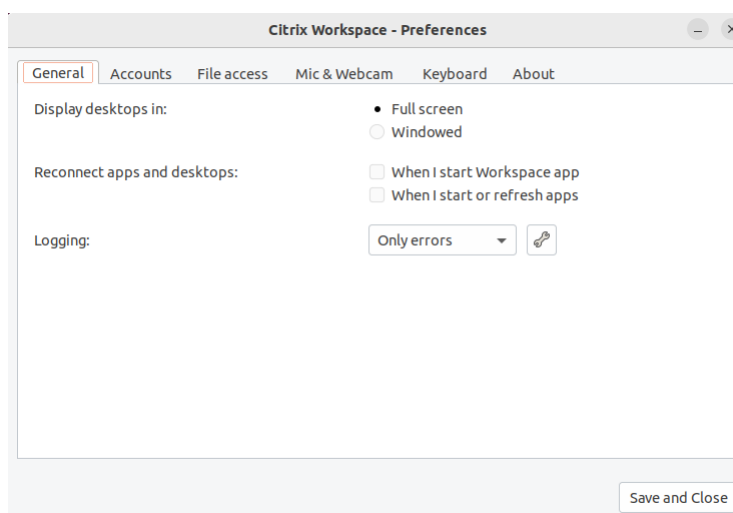 Citrix Workspace - Preferences
General Accounts File access Mic & Webcam Keyboard About
Display desktops in: Full screen
Windowed
Reconnect apps and desktops: When I start Workspace app
When I start or refresh apps
Logging: Only errors
Save and Close